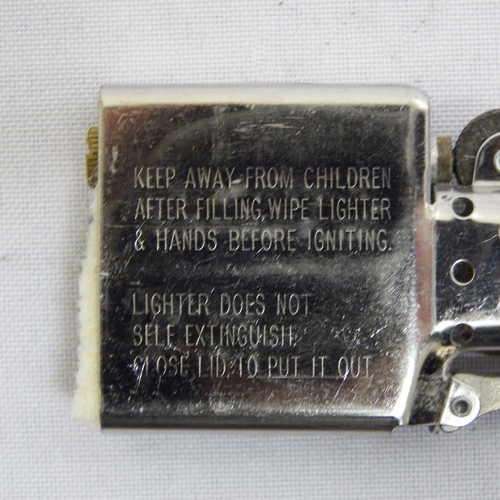 KEEP AWAY FROM CHILDREN
AFTER FILLING, WIPE LIGHTER
& HANDS BEFORE IGNITING.
LIGHTER DOES NOT
SELF EXTINGUISH
CLOSE LID TO PUT IT OUT